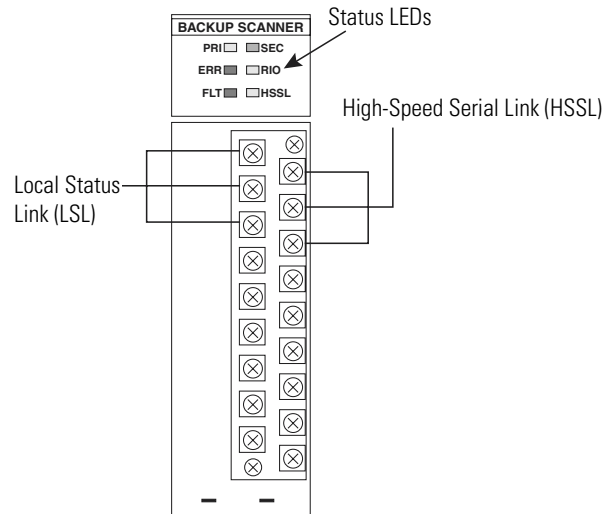 Status LEDs
BACKUP SCANNER
PRI SEC
ERR RIO
FLT HSSL
High-Speed Serial Link (HSSL)
Local Status
Link (LSL)